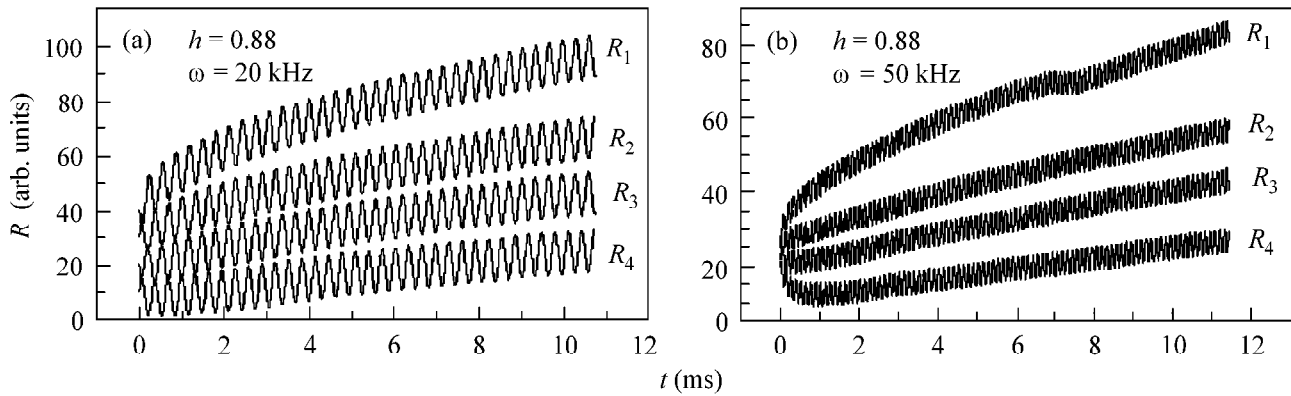 (a) h = 0.88
ω = 20 kHz
R (arb. units)
100
80
60
40
20
0
R1
R2
R3
R4
0 2 4 6 8 10 12
(b) h = 0.88
ω = 50 kHz
80
60
40
20
0
R1
R2
R3
R4
0 2 4 6 8 10 12
t (ms)